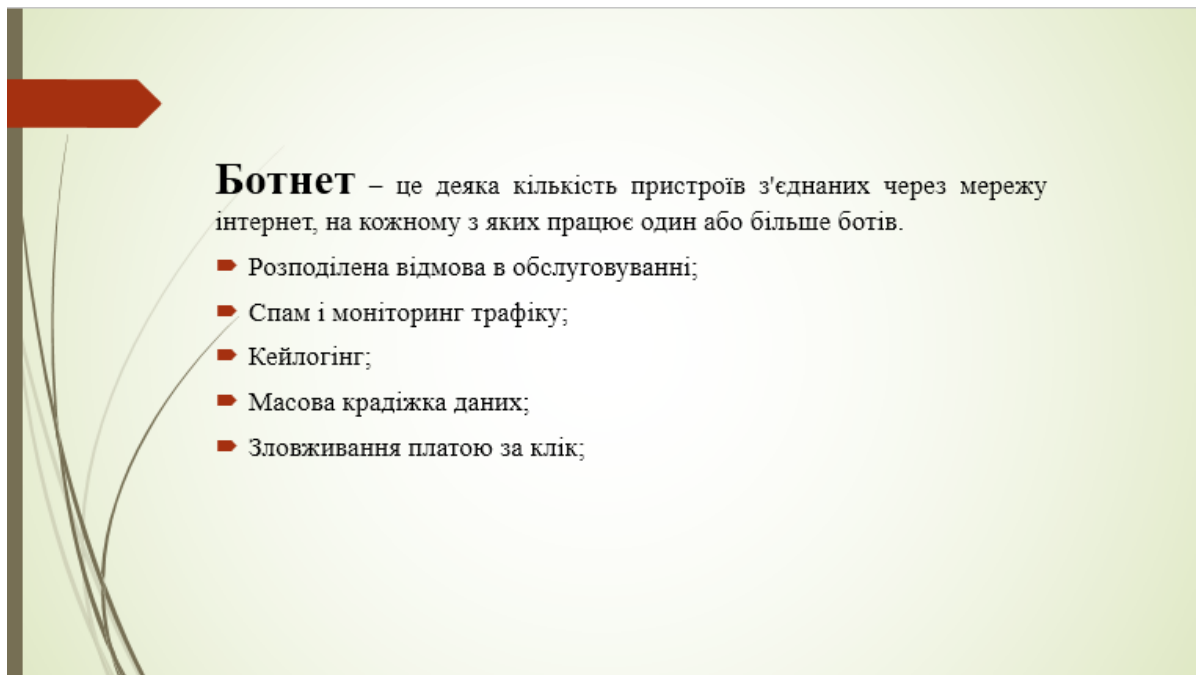 Ботнет – це деяка кількість пристроїв з'єднаних через мережу
інтернет, на кожному з яких працює один або більше ботів.
Розподілена відмова в обслуговуванні;
Спам і моніторинг трафіку;
Кейлогінг;
Масова крадіжка даних;
Зловживання платою за клік;